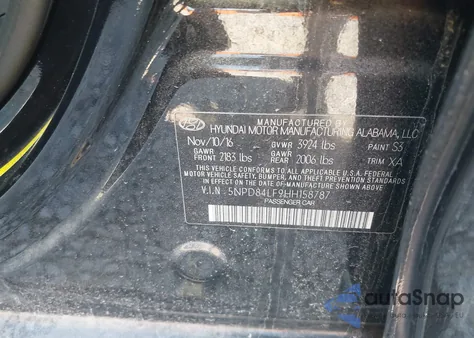 MANUFACTURED BY
HYUNDAI MOTOR MANUFACTURING ALABAMA, LLC
Nov/10/16 GVWR 3924 lbs PAINT S3
GAWR FRONT 2183 lbs GAWR REAR 2006 lbs TRIM XA
THIS VEHICLE CONFORMS TO ALL APPLICABLE U.S.A. FEDERAL
MOTOR VEHICLE SAFETY, BUMPER, AND THEFT PREVENTION
STANDARDS IN EFFECT ON THE DATE OF MANUFACTURE
SHOWN ABOVE.
V.I.N : 5NPD84LF9HH158787
PASSENGER CAR
autoSnap